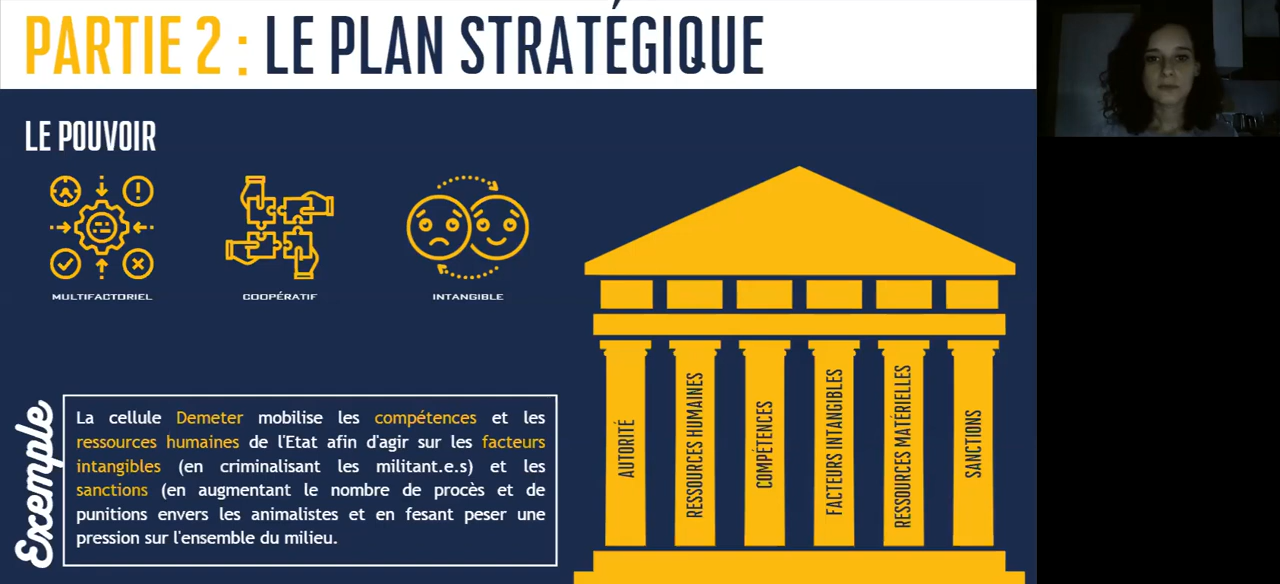 PARTIE 2 : LE PLAN STRATÉGIQUE
LE POUVOIR
MULTIFACTORIEL
COOPÉRATIF
INTANGIBLE
Exemple
La cellule Demeter mobilise les compétences et les
ressources humaines de l'Etat afin d'agir sur les facteurs
intangibles (en criminalisant les militant.e.s) et les
sanctions (en augmentant le nombre de procès et de
punitions envers les animalistes et en fesant peser une
pression sur l'ensemble du milieu.
AUTORITÉ
RESSOURCES HUMAINES
COMPÉTENCES
FACTEURS INTANGIBLES
RESSOURCES MATÉRIELLES
SANCTIONS